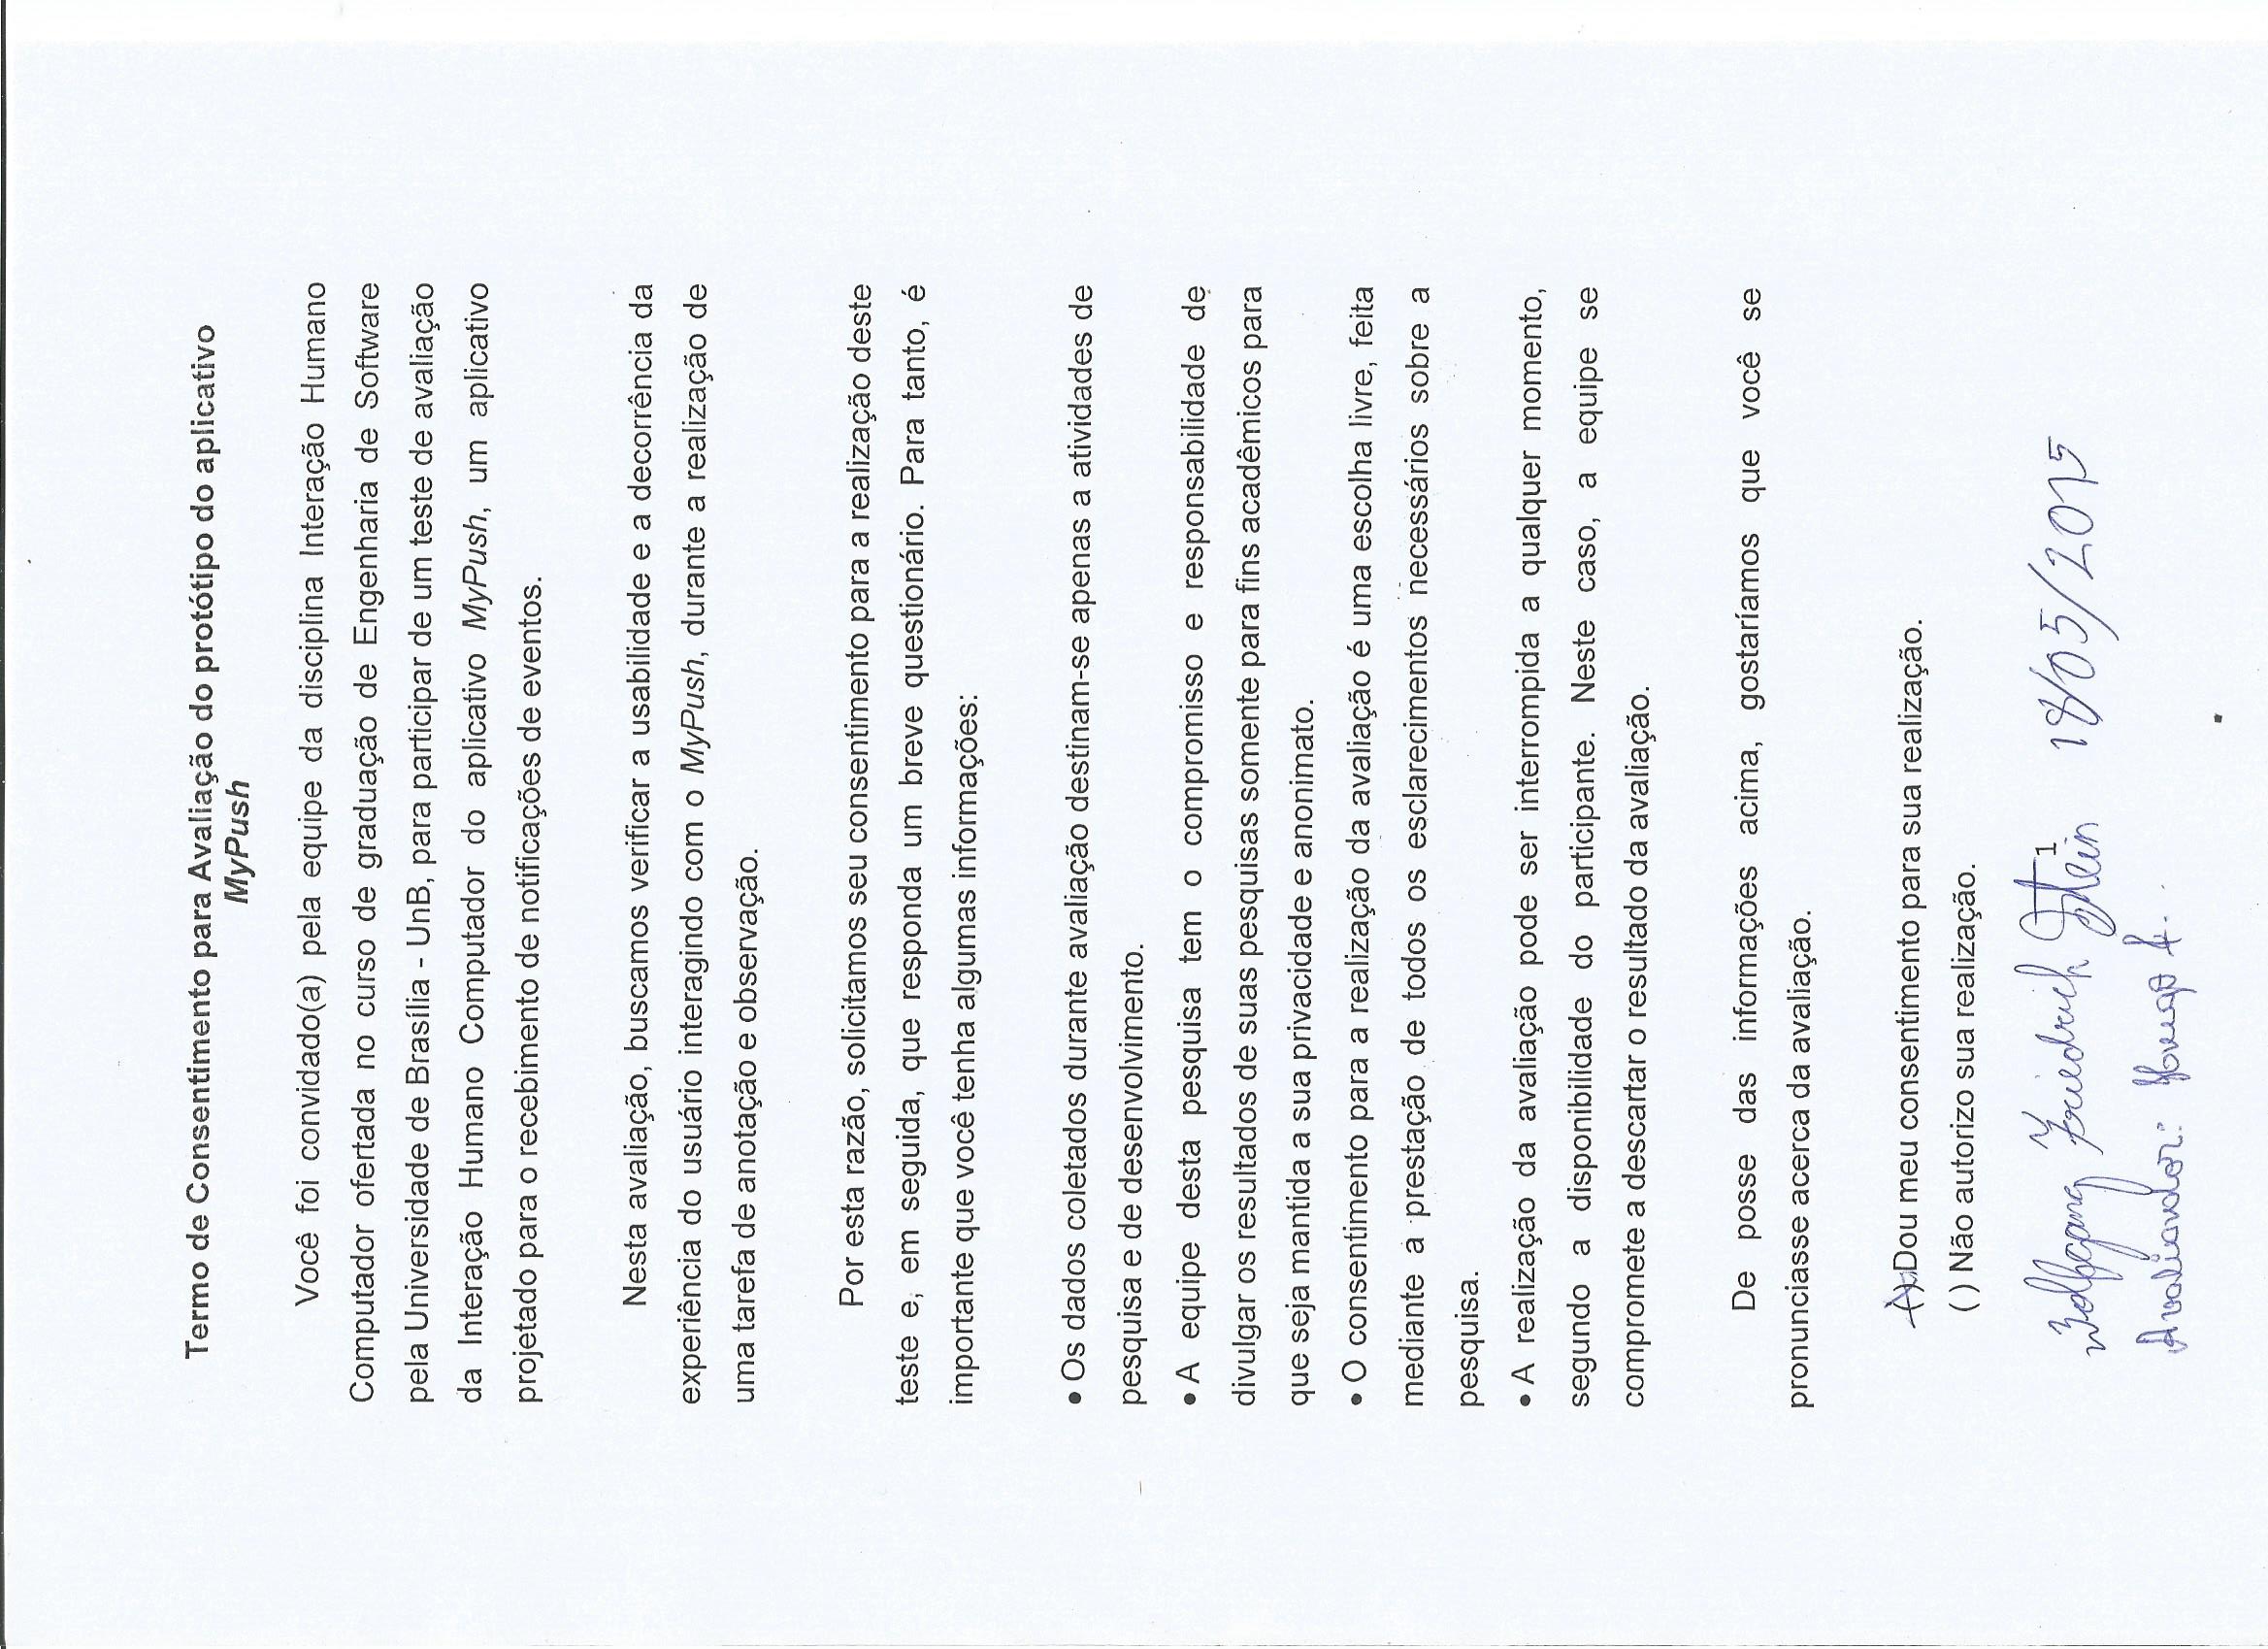 Termo de Consentimento para Avaliação do protótipo do aplicativo
MyPush
Você foi convidado(a) pela equipe da disciplina Interação Humano
Computador ofertada no curso de graduação de Engenharia de Software
pela Universidade de Brasília - UnB, para participar de um teste de avaliação
da Interação Humano Computador do aplicativo MyPush, um aplicativo
projetado para o recebimento de notificações de eventos.
Nesta avaliação, buscamos verificar a usabilidade e a decorrência da
experiência do usuário interagindo com o MyPush, durante a realização de
uma tarefa de anotação e observação.
Por esta razão, solicitamos seu consentimento para a realização deste
teste e, em seguida, que responda um breve questionário. Para tanto, é
importante que você tenha algumas informações:
• Os dados coletados durante avaliação destinam-se apenas a atividades de
pesquisa e de desenvolvimento.
• A equipe desta pesquisa tem o compromisso e responsabilidade de
divulgar os resultados de suas pesquisas somente para fins acadêmicos para
que seja mantida a sua privacidade e anonimato.
• O consentimento para a realização da avaliação é uma escolha livre, feita
mediante a prestação de todos os esclarecimentos necessários sobre a
pesquisa.
• A realização da avaliação pode ser interrompida a qualquer momento,
segundo a disponibilidade do participante. Neste caso, a equipe se
compromete a descartar o resultado da avaliação.
De posse das informações acima, gostaríamos que você se
pronunciasse acerca da avaliação.
(X) Dou meu consentimento para sua realização.
( ) Não autorizo sua realização.
1
Wolfgang Friedrich Stein 18/05/2015
Avaliador: